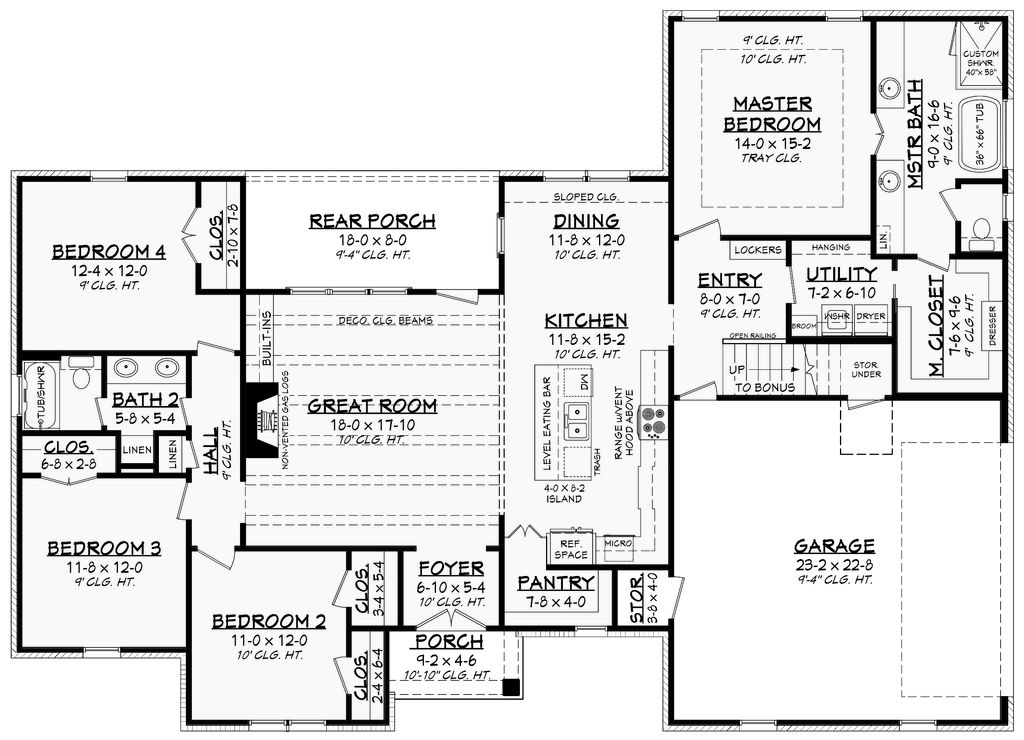 9' CLG. HT.
10' CLG. HT.
MASTER
BEDROOM
14-0 x 15-2
TRAY CLG.
CUSTOM
SHWR.
40"x 58"
MSTR BATH
9-0 x 16-6
9' CLG. HT.
36" x 66" TUB
LIN.
REAR PORCH
18-0 x 8-0
9'-4" CLG. HT.
SLOPED CLG.
DINING
11-8 x 12-0
10' CLG. HT.
BEDROOM 4
12-4 x 12-0
9' CLG. HT.
CLOS.
2-10 x 7-8
LOCKERS
HANGING
ENTRY
8-0 x 7-0
9' CLG. HT.
UTILITY
7-2 x 6-10
BROOM
WSHR
DRYER
M. CLOSET
7-6 x 9-6
9' CLG. HT.
DRESSER
BUILT-INS
DECO. CLG. BEAMS
KITCHEN
11-8 x 15-2
10' CLG. HT.
OPEN RAILING
UP
TO BONUS
STOR.
UNDER
TUB/SHWR
BATH 2
5-8 x 5-4
GREAT ROOM
18-0 x 17-10
10' CLG. HT.
NON-VENTED GAS LOGS
LEVEL EATING BAR
DW
TRASH
RANGE W/VENT
HOOD ABOVE
4-0 x 8-2
ISLAND
CLOS.
6-8 x 2-8
LINEN
LINEN
HALL
9' CLG. HT.
BEDROOM 3
11-8 x 12-0
9' CLG. HT.
REF.
SPACE
MICRO
GARAGE
23-2 x 22-8
9'-4" CLG. HT.
FOYER
6-10 x 5-4
10' CLG. HT.
PANTRY
7-8 x 4-0
STOR.
3-8 x 4-0
CLOS.
3-4 x 5-4
BEDROOM 2
11-0 x 12-0
10' CLG. HT.
PORCH
9-2 x 4-6
10'-10" CLG. HT.
CLOS.
2-4 x 6-4